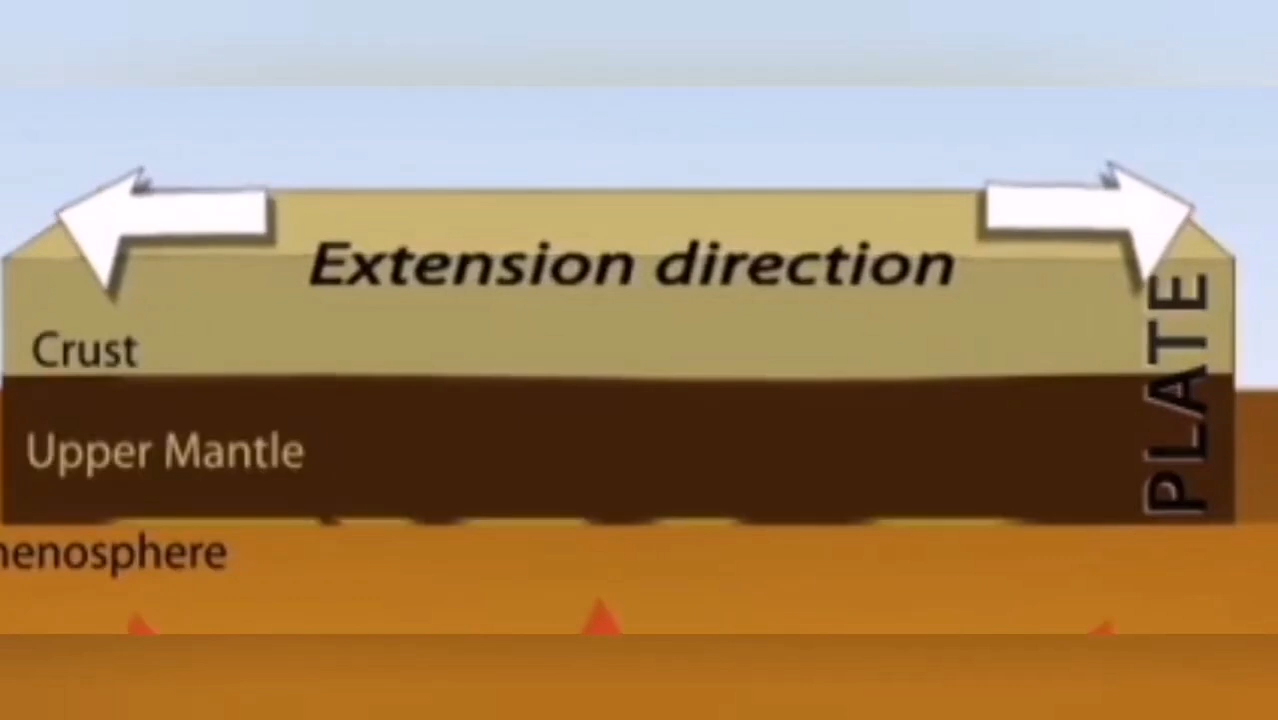 Extension direction
PLATE
Crust
Upper Mantle
henosphere